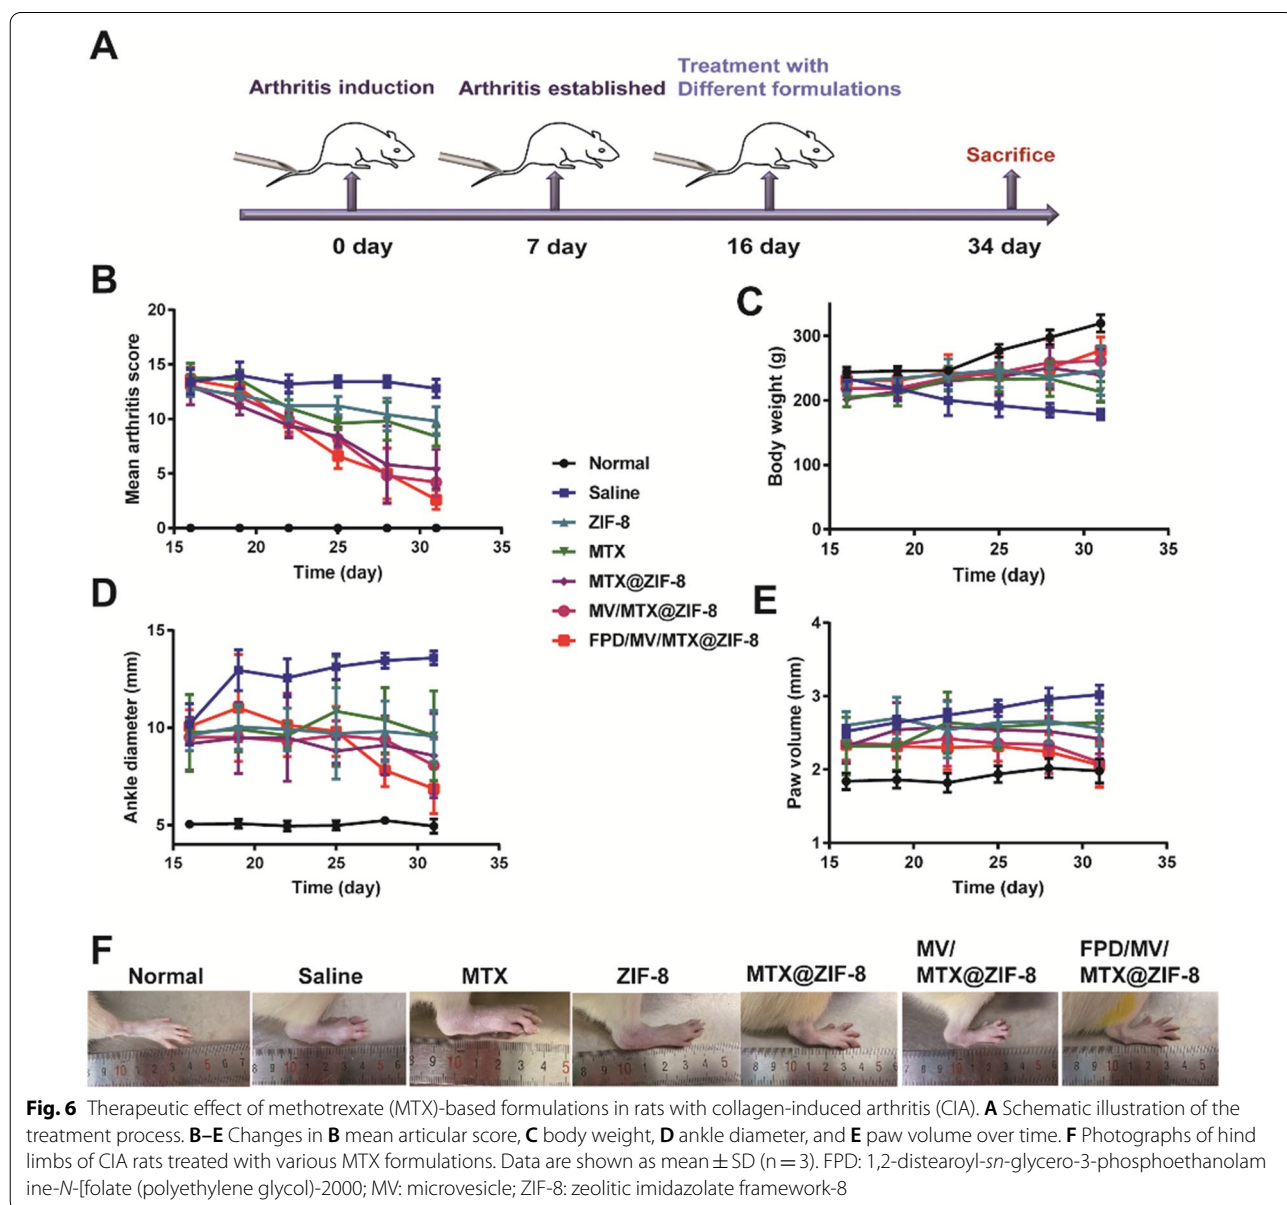 A
Arthritis induction
Arthritis established
Treatment with
Different formulations
Sacrifice
0 day
7 day
16 day
34 day
B
Mean arthritis score
20
15
10
5
0
15 20 25 30 35
Time (day)
Normal
Saline
ZIF-8
MTX
MTX@ZIF-8
MV/MTX@ZIF-8
FPD/MV/MTX@ZIF-8
C
Body weight (g)
300
200
100
0
15 20 25 30 35
Time (day)
D
Ankle diameter (mm)
15
10
5
15 20 25 30 35
Time (day)
E
Paw volume (mm)
4
3
2
1
15 20 25 30 35
Time (day)
F
Normal
Saline
MTX
ZIF-8
MTX@ZIF-8
MV/
MTX@ZIF-8
FPD/MV/
MTX@ZIF-8
Fig. 6 Therapeutic effect of methotrexate (MTX)-based formulations in rats with collagen-induced arthritis (CIA). A Schematic illustration of the
treatment process. B–E Changes in B mean articular score, C body weight, D ankle diameter, and E paw volume over time. F Photographs of hind
limbs of CIA rats treated with various MTX formulations. Data are shown as mean ± SD (n = 3). FPD: 1,2-distearoyl-sn-glycero-3-phosphoethanolam
ine-N-[folate (polyethylene glycol)-2000; MV: microvesicle; ZIF-8: zeolitic imidazolate framework-8